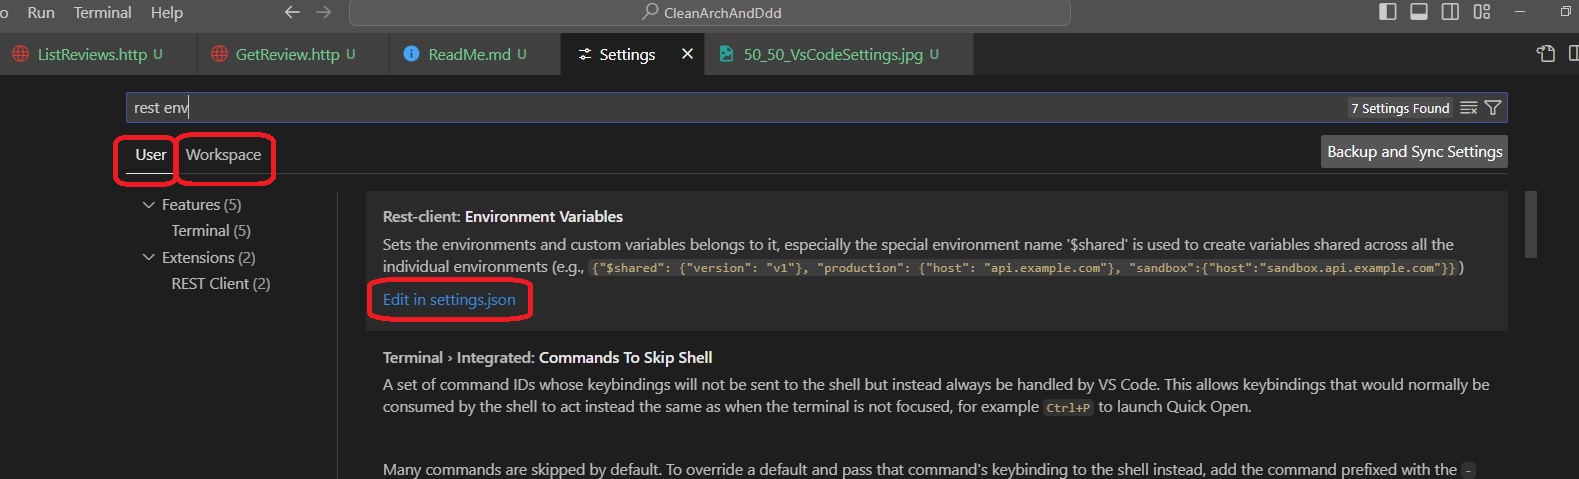 Run Terminal Help
CleanArchAndDdd
ListReviews.http U
GetReview.http U
ReadMe.md U
Settings
50_50_VsCodeSettings.jpg U
rest env
7 Settings Found
User Workspace
Backup and Sync Settings
Features (5)
Terminal (5)
Extensions (2)
REST Client (2)
Rest-client: Environment Variables
Sets the environments and custom variables belongs to it, especially the special environment name '$shared' is used to create variables shared across all the
individual environments (e.g., {"$shared": {"version": "v1"}, "production": {"host": "api.example.com"}, "sandbox":{"host":"sandbox.api.example.com"}})
Edit in settings.json
Terminal › Integrated: Commands To Skip Shell
A set of command IDs whose keybindings will not be sent to the shell but instead always be handled by VS Code. This allows keybindings that would normally be
consumed by the shell to act instead the same as when the terminal is not focused, for example Ctrl+P to launch Quick Open.
Many commands are skipped by default. To override a default and pass that command's keybinding to the shell instead, add the command prefixed with the -